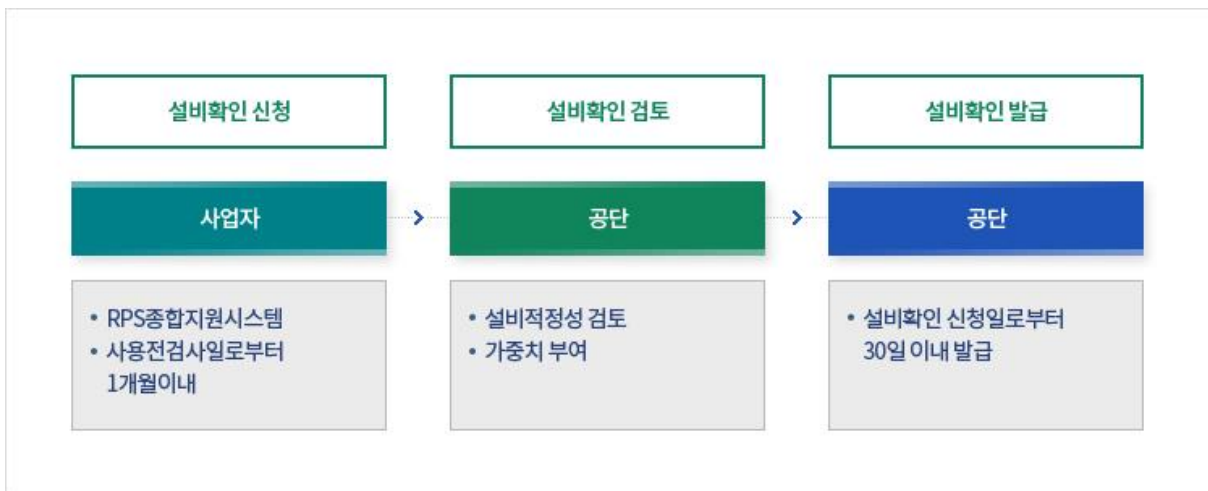 설비확인 신청
설비확인 검토
설비확인 발급
사업자
공단
공단
• RPS종합지원시스템
• 사용전검사일로부터
1개월이내
• 설비적정성 검토
• 가중치 부여
• 설비확인 신청일로부터
30일 이내 발급